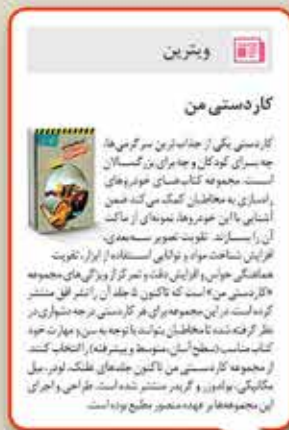 ویترین
کاردستی من
کاردستی یکی از جذاب‌ترین سرگرمی‌ها،
چه برای کودکان و چه برای بزرگسالان
است. مجموعه کتاب‌های خودروهای
راه‌سازی به مخاطبان کمک می‌کند ضمن
آشنایی با این خودروها، نمونه‌ای از ماکت
آن را بسازند. تقویت تصویر سه‌بعدی،
افزایش شناخت مواد و توانایی استفاده از ابزار، تقویت
هماهنگی حواس و افزایش دقت و تمرکز از ویژگی‌های مجموعه
«کاردستی من» است که تاکنون ۵ جلد آن را نشر افق منتشر
کرده است. در این مجموعه برای هر کاردستی درجه دشواری در
نظر گرفته شده تا مخاطبان بتوانند با توجه به سن و مهارت خود
کتاب مناسب (سطح آسان، متوسط و پیشرفته) را انتخاب کنند.
از مجموعه کاردستی من تاکنون جلدهای غلتک، لودر، بیل
مکانیکی، بولدوزر و گریدر منتشر شده است. طراحی و اجرای
این مجموعه‌ها بر عهده منصور مطیع بوده است.